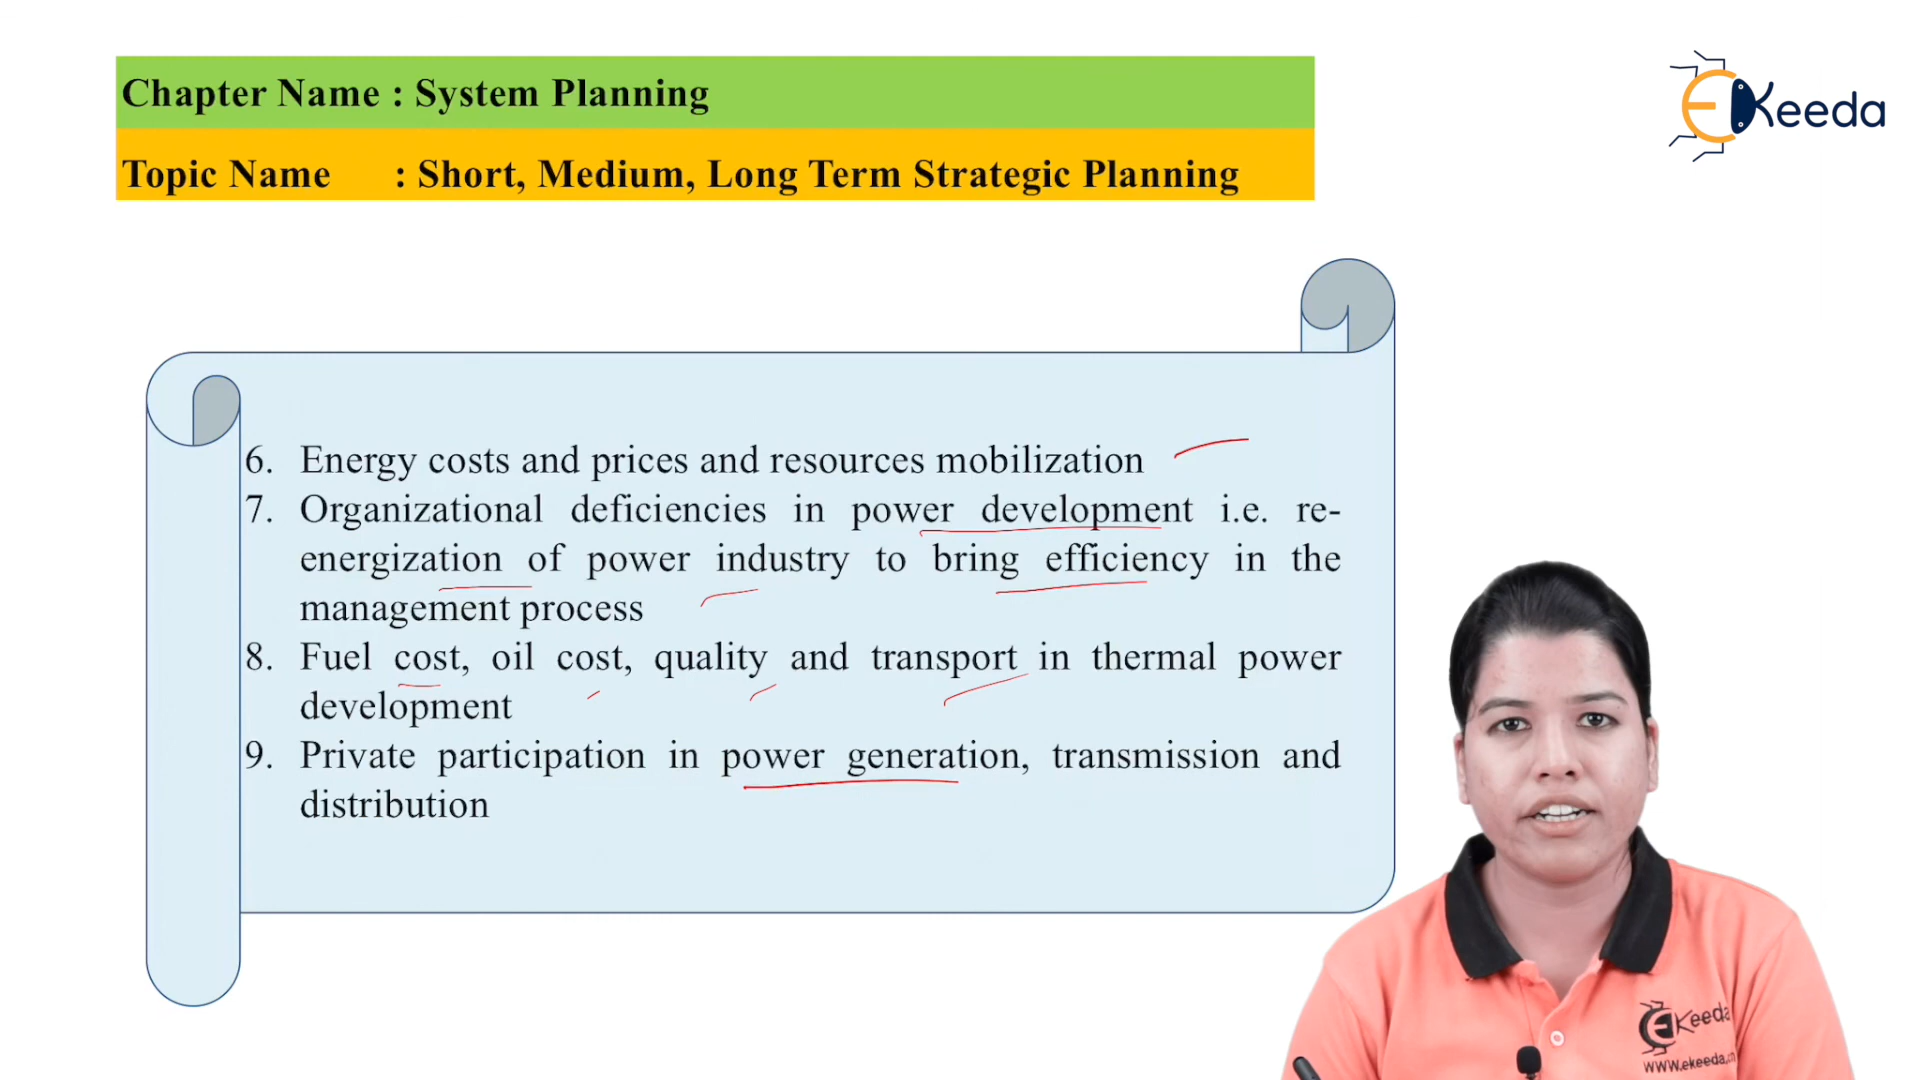 Chapter Name : System Planning
Topic Name : Short, Medium, Long Term Strategic Planning
EKeeda
6. Energy costs and prices and resources mobilization
7. Organizational deficiencies in power development i.e. re-
energization of power industry to bring efficiency in the
management process
8. Fuel cost, oil cost, quality and transport in thermal power
development
9. Private participation in power generation, transmission and
distribution
EKeeda